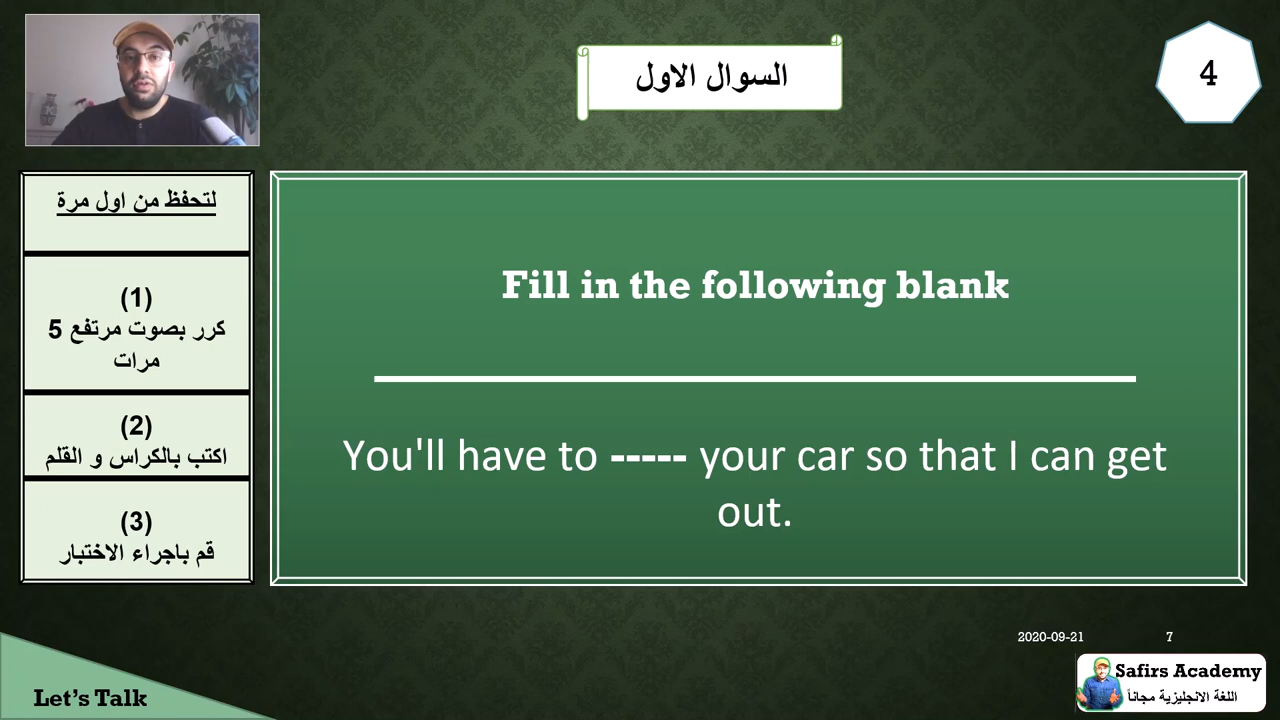 السوال الاول
4
لتحفظ من اول مرة
(1)
كرر بصوت مرتفع 5
مرات
(2)
اكتب بالكراس و القلم
(3)
قم باجراء الاختبار
Fill in the following blank
You'll have to ----- your car so that I can get
out.
2020-09-21
7
Let's Talk
Safirs Academy
اللغة الانجليزية مجاناً